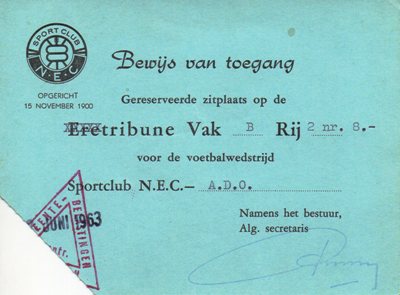 SPORT CLUB
N.E.C.
OPGERICHT
15 NOVEMBER 1900
Bewijs van toegang
Gereserveerde zitplaats op de
Eretribune Vak B Rij 2 nr. 8.-
voor de voetbalwedstrijd
Sportclub N.E.C.— A.D.O.
JUNI 1963
BELASTINGEN
Namens het bestuur,
Alg. secretaris